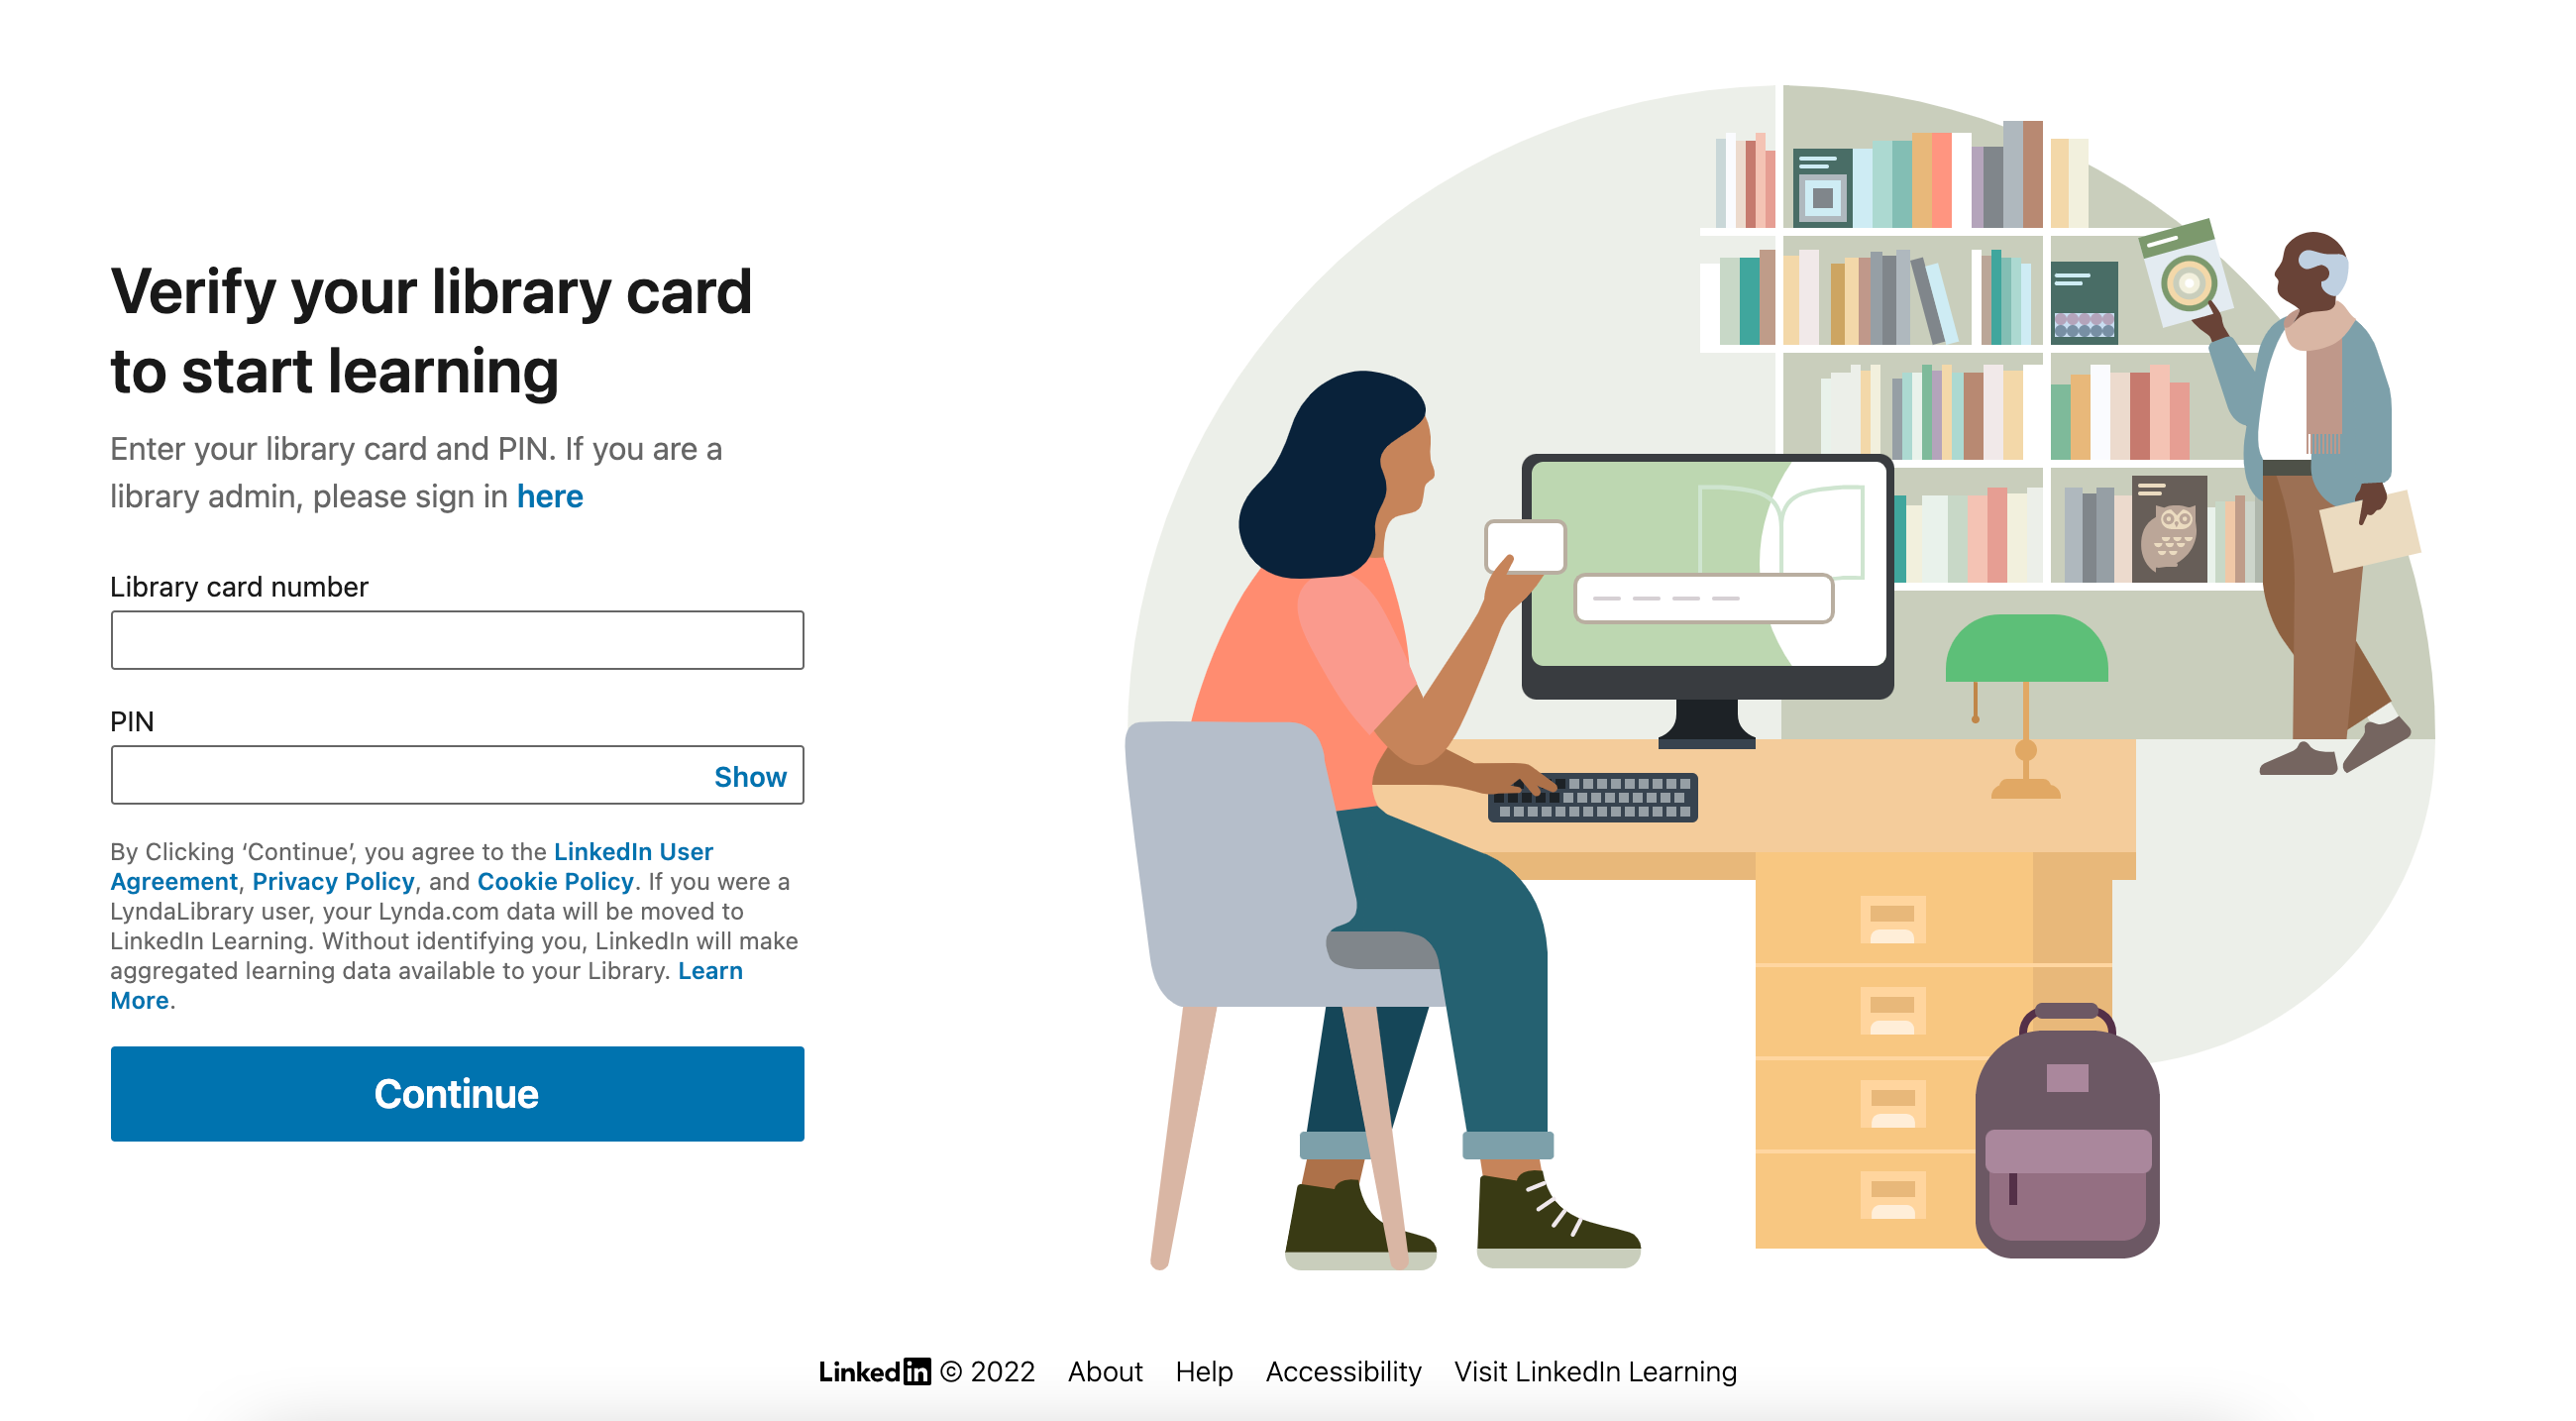 Verify your library card
to start learning
Enter your library card and PIN. If you are a
library admin, please sign in here
Library card number
PIN
Show
By Clicking ‘Continue’, you agree to the LinkedIn User
Agreement, Privacy Policy, and Cookie Policy. If you were a
LyndaLibrary user, your Lynda.com data will be moved to
LinkedIn Learning. Without identifying you, LinkedIn will make
aggregated learning data available to your Library. Learn
More.
Continue
LinkedIn © 2022 About Help Accessibility Visit LinkedIn Learning